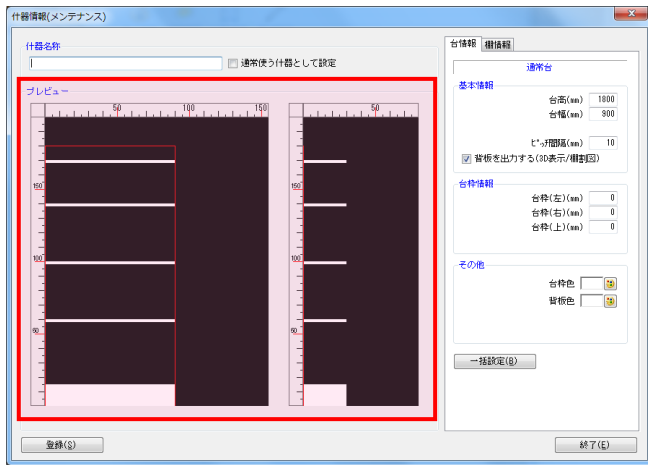 什器情報(メンテナンス)
什器名称
通常使う什器として設定
プレビュー
50 100 150
150
100
50
50
150
100
50
台情報 棚情報
通常台
基本情報
台高(mm) 1800
台幅(mm) 900
ピッチ間隔(mm) 10
背板を出力する(3D表示/棚割図)
台枠情報
台枠(左)(mm) 0
台枠(右)(mm) 0
台枠(上)(mm) 0
その他
台枠色
背板色
一括設定(B)
登録(S)
終了(E)